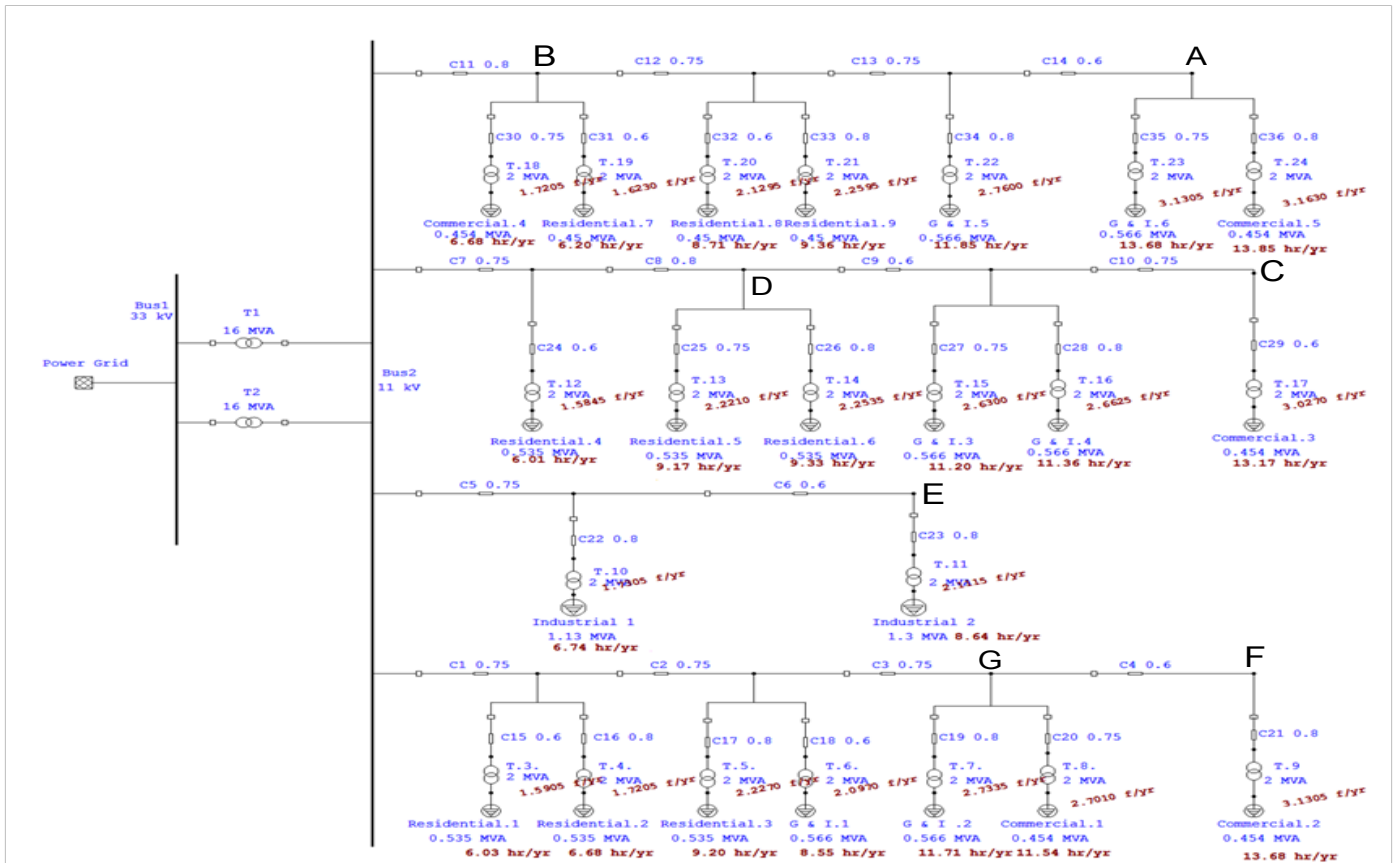 B
A
C11 0.8
C12 0.75
C13 0.75
C14 0.6
C30 0.75
C31 0.6
C32 0.6
C33 0.8
C34 0.8
C35 0.75
C36 0.8
T.18
2 MVA
1.7205 f/yr
T.19
2 MVA
1.6230 f/yr
T.20
2 MVA
2.1295 f/yr
T.21
2 MVA
2.2595 f/yr
T.22
2 MVA
2.7600 f/yr
T.23
2 MVA
3.1305 f/yr
T.24
2 MVA
3.1630 f/yr
Commercial.4
0.454 MVA
6.68 hr/yr
Residential.7
0.45 MVA
6.20 hr/yr
Residential.8
0.45 MVA
8.71 hr/yr
Residential.9
0.45 MVA
9.36 hr/yr
G & I.5
0.566 MVA
11.85 hr/yr
G & I.6
0.566 MVA
13.68 hr/yr
Commercial.5
0.454 MVA
13.85 hr/yr
C7 0.75
C8 0.8
C9 0.6
C10 0.75
C
D
Bus1
33 kV
T1
16 MVA
Power Grid
T2
16 MVA
Bus2
11 kV
C24 0.6
C25 0.75
C26 0.8
C27 0.75
C28 0.8
C29 0.6
T.12
2 MVA
1.5845 f/yr
T.13
2 MVA
2.2210 f/yr
T.14
2 MVA
2.2535 f/yr
T.15
2 MVA
2.6300 f/yr
T.16
2 MVA
2.6625 f/yr
T.17
2 MVA
3.0270 f/yr
Residential.4
0.535 MVA
6.01 hr/yr
Residential.5
0.535 MVA
9.17 hr/yr
Residential.6
0.535 MVA
9.33 hr/yr
G & I.3
0.566 MVA
11.20 hr/yr
G & I.4
0.566 MVA
11.36 hr/yr
Commercial.3
0.454 MVA
13.17 hr/yr
C5 0.75
C6 0.6
E
C22 0.8
C23 0.8
T.10
2 MVA
T.11
2 MVA
Industrial 1
1.13 MVA
6.74 hr/yr
Industrial 2
1.3 MVA 8.64 hr/yr
C1 0.75
C2 0.75
C3 0.75
G
C4 0.6
F
C15 0.6
C16 0.8
C17 0.8
C18 0.6
C19 0.8
C20 0.75
C21 0.8
T.3.
2 MVA
1.5905 f/yr
T.4.
2 MVA
1.7205 f/yr
T.5.
2 MVA
2.2270 f/yr
T.6.
2 MVA
2.0970 f/yr
T.7.
2 MVA
2.7335 f/yr
T.8.
2 MVA
2.7010 f/yr
T.9
2 MVA
3.1305 f/yr
Residential.1
0.535 MVA
6.03 hr/yr
Residential.2
0.535 MVA
6.68 hr/yr
Residential.3
0.535 MVA
9.20 hr/yr
G & I.1
0.566 MVA
8.55 hr/yr
G & I .2
0.566 MVA
11.71 hr/yr
Commercial.1
0.454 MVA
11.54 hr/yr
Commercial.2
0.454 MVA
13.68 hr/yr